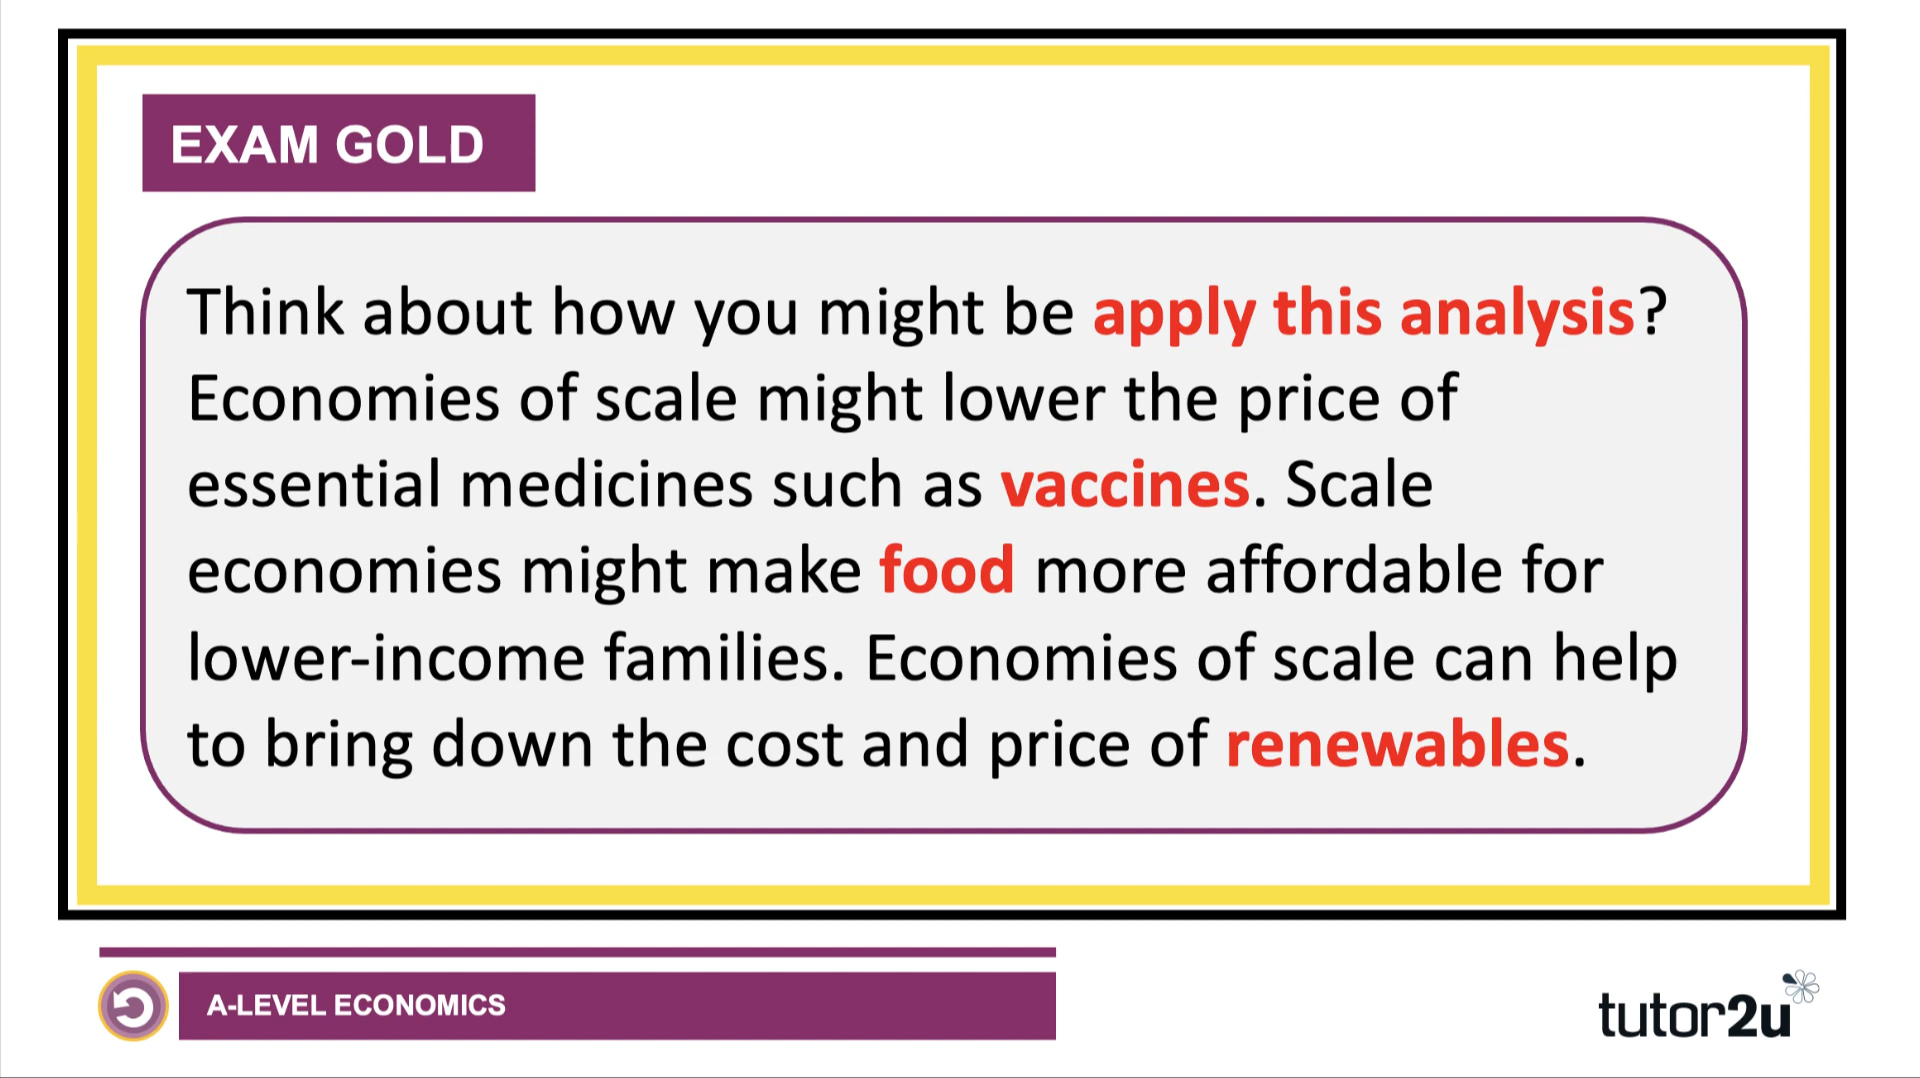 EXAM GOLD
Think about how you might be apply this analysis?
Economies of scale might lower the price of
essential medicines such as vaccines. Scale
economies might make food more affordable for
lower-income families. Economies of scale can help
to bring down the cost and price of renewables.
A-LEVEL ECONOMICS
tutor2u